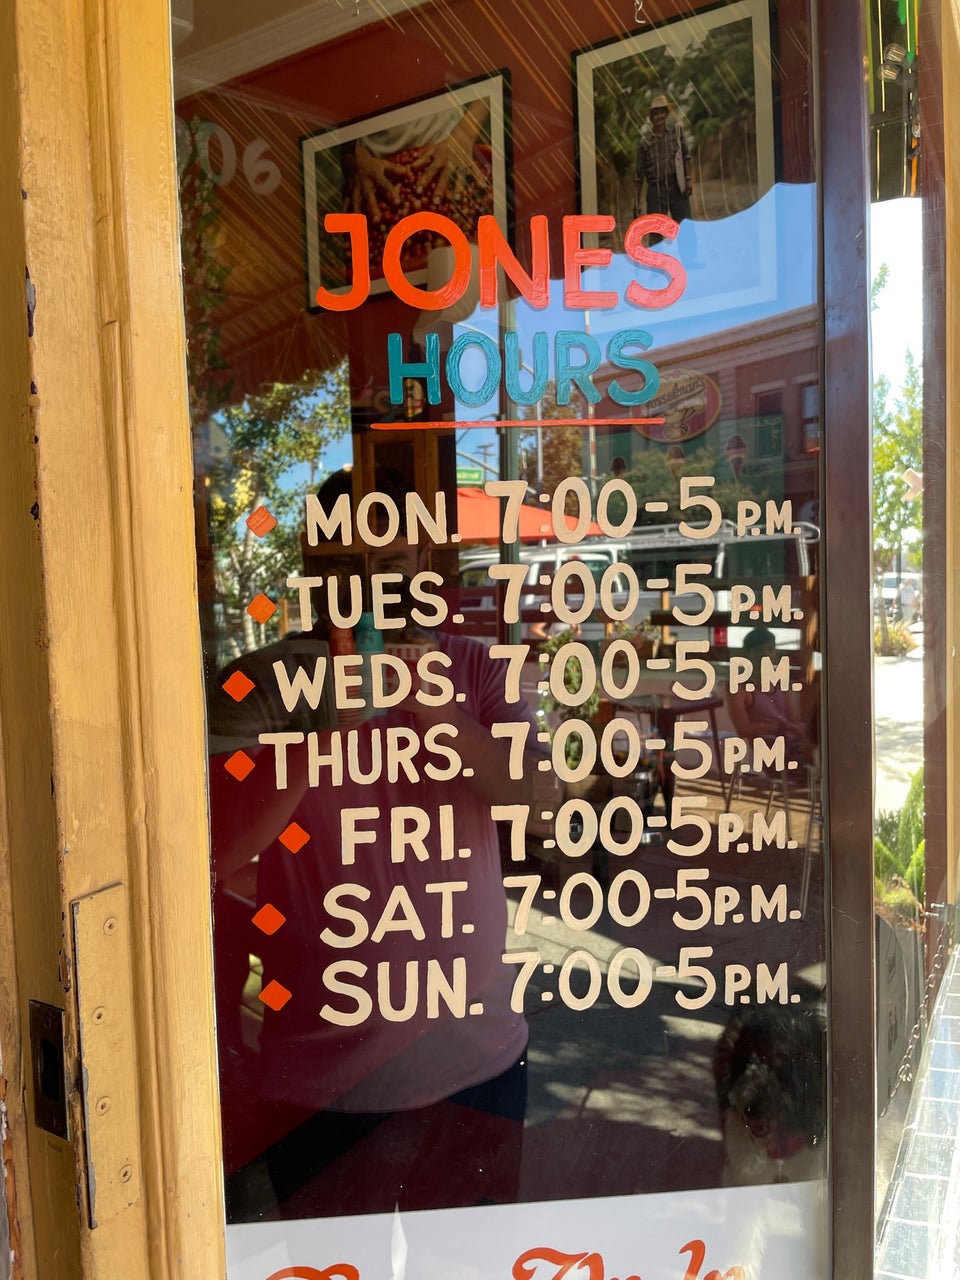 06
JONES
HOURS
MON. 7:00-5 P.M.
TUES. 7:00-5 P.M.
WEDS. 7:00-5 P.M.
THURS. 7:00-5 P.M.
FRI. 7:00-5 P.M.
SAT. 7:00-5 P.M.
SUN. 7:00-5 P.M.